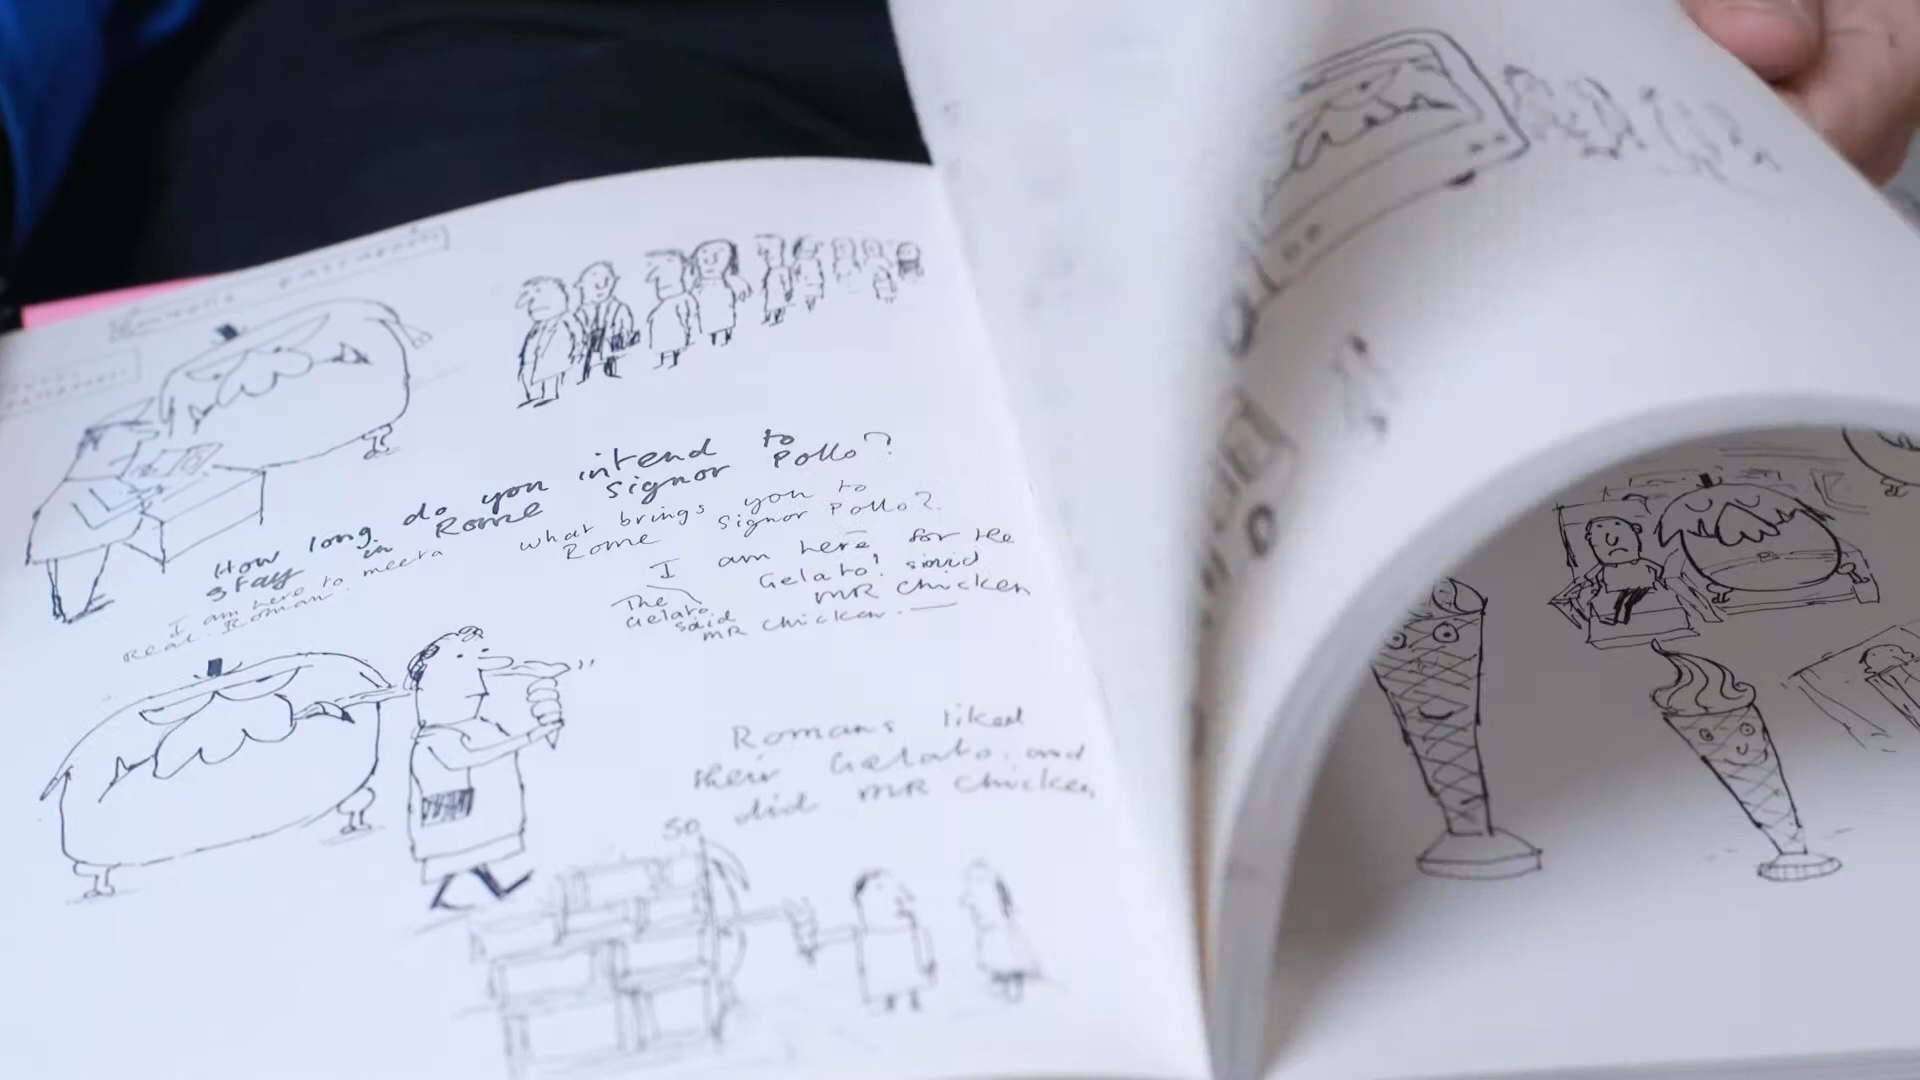 How long do you intend to
stay in Rome signor Pollo?
I am here to meet a
real Roman.
what brings you to
Rome signor Pollo?
I am here for the
Gelato! said
MR Chicken
The
Gelato
said
MR Chicken.
Romans liked
their Gelato and
so did MR Chicken